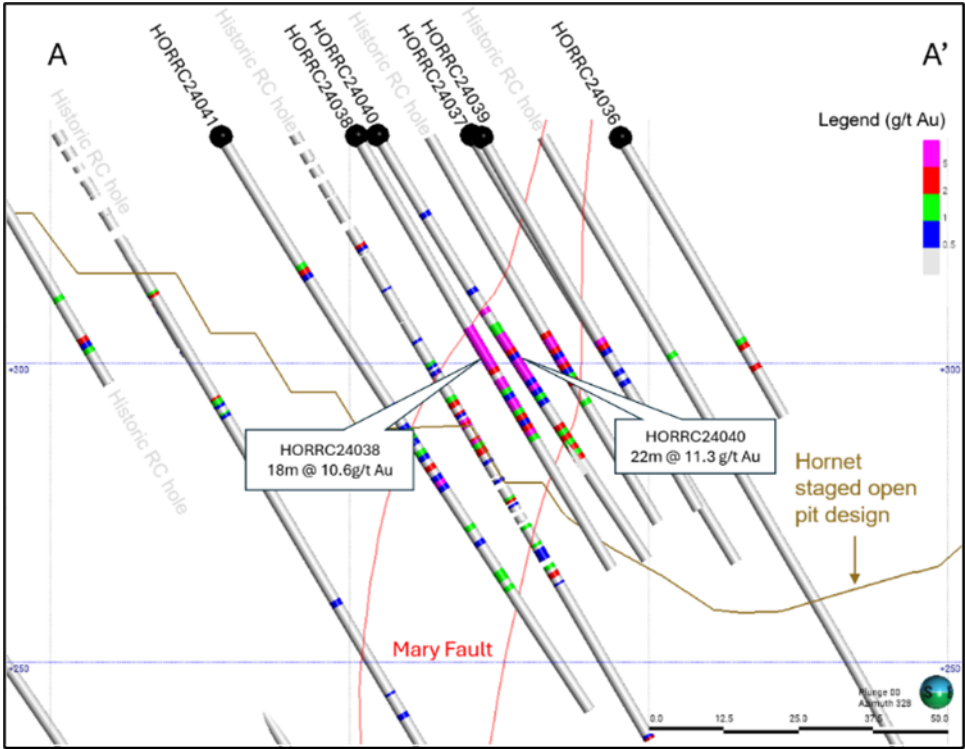 A
A'
HORRC24041
Historic RC hole
HORRC24038
HORRC24040
Historic RC hole
HORRC24037
HORRC24039
Historic RC hole
HORRC24036
Historic RC hole
Legend (g/t Au)
5
2
1
0.5
+300
+300
Historic RC hole
HORRC24038
18m @ 10.6g/t Au
HORRC24040
22m @ 11.3 g/t Au
Hornet
staged open
pit design
Mary Fault
+250
+250
Plunge 00
Azimuth 328
0.0
12.5
25.0
37.5
50.0